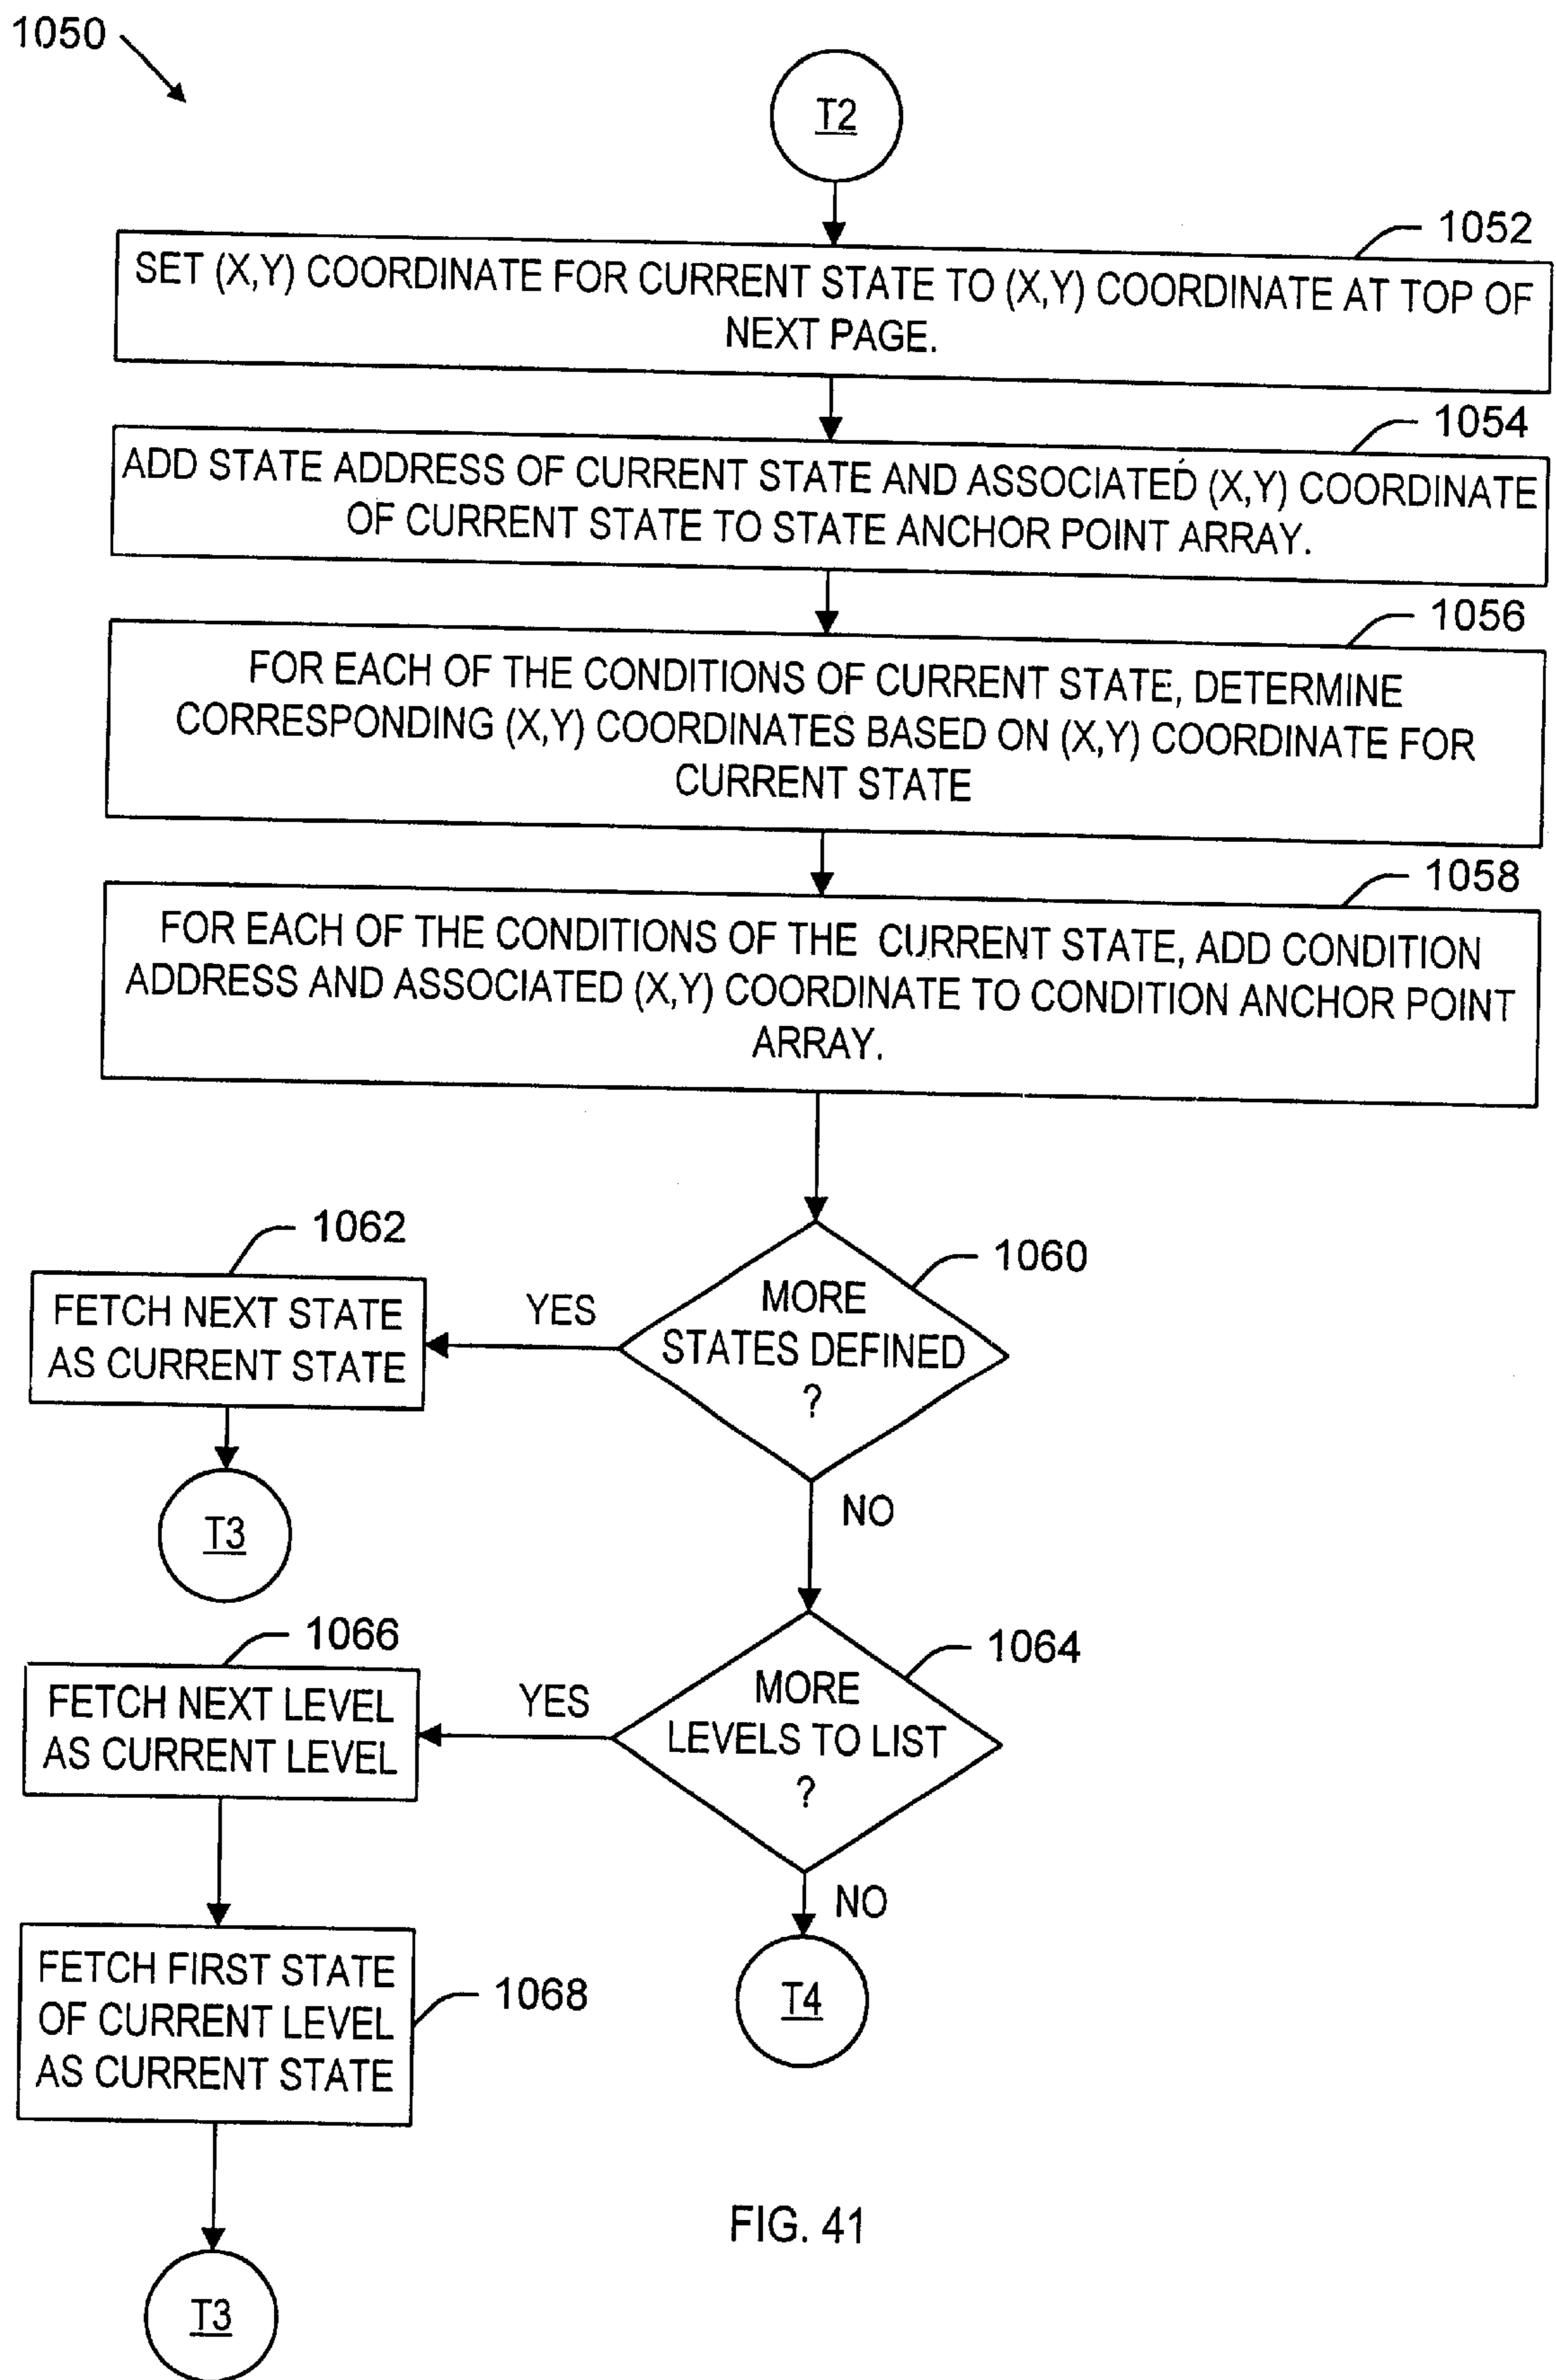 1050
T2
1052
SET (X,Y) COORDINATE FOR CURRENT STATE TO (X,Y) COORDINATE AT TOP OF
NEXT PAGE.
1054
ADD STATE ADDRESS OF CURRENT STATE AND ASSOCIATED (X,Y) COORDINATE
OF CURRENT STATE TO STATE ANCHOR POINT ARRAY.
1056
FOR EACH OF THE CONDITIONS OF CURRENT STATE, DETERMINE
CORRESPONDING (X,Y) COORDINATES BASED ON (X,Y) COORDINATE FOR
CURRENT STATE
1058
FOR EACH OF THE CONDITIONS OF THE CURRENT STATE, ADD CONDITION
ADDRESS AND ASSOCIATED (X,Y) COORDINATE TO CONDITION ANCHOR POINT
ARRAY.
1060
MORE
STATES DEFINED
?
YES
1062
FETCH NEXT STATE
AS CURRENT STATE
T3
NO
1064
MORE
LEVELS TO LIST
?
YES
1066
FETCH NEXT LEVEL
AS CURRENT LEVEL
NO
T4
FETCH FIRST STATE
OF CURRENT LEVEL
AS CURRENT STATE
1068
T3
FIG. 41